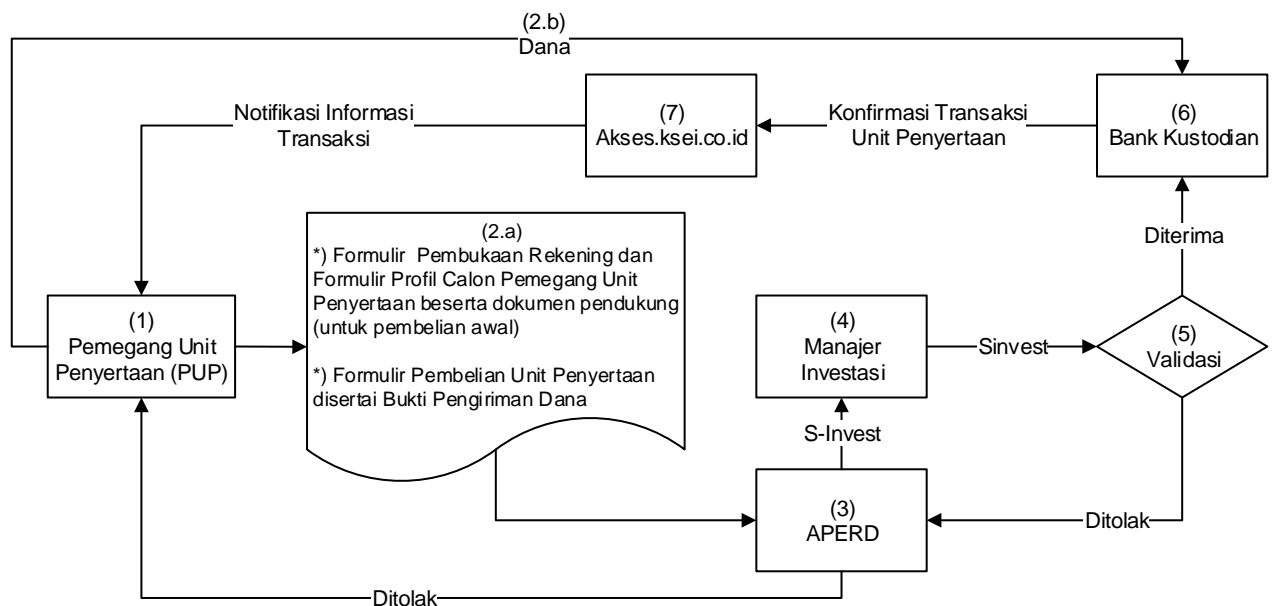 (2.b)
Dana
Notifikasi Informasi
Transaksi
(7)
Akses.ksei.co.id
Konfirmasi Transaksi
Unit Penyertaan
(6)
Bank Kustodian
(2.a)
*) Formulir Pembukaan Rekening dan
Formulir Profil Calon Pemegang Unit
Penyertaan beserta dokumen pendukung
(untuk pembelian awal)
*) Formulir Pembelian Unit Penyertaan
disertai Bukti Pengiriman Dana
Diterima
(1)
Pemegang Unit
Penyertaan (PUP)
(4)
Manajer
Investasi
Sinvest
(5)
Validasi
S-Invest
(3)
APERD
Ditolak
Ditolak